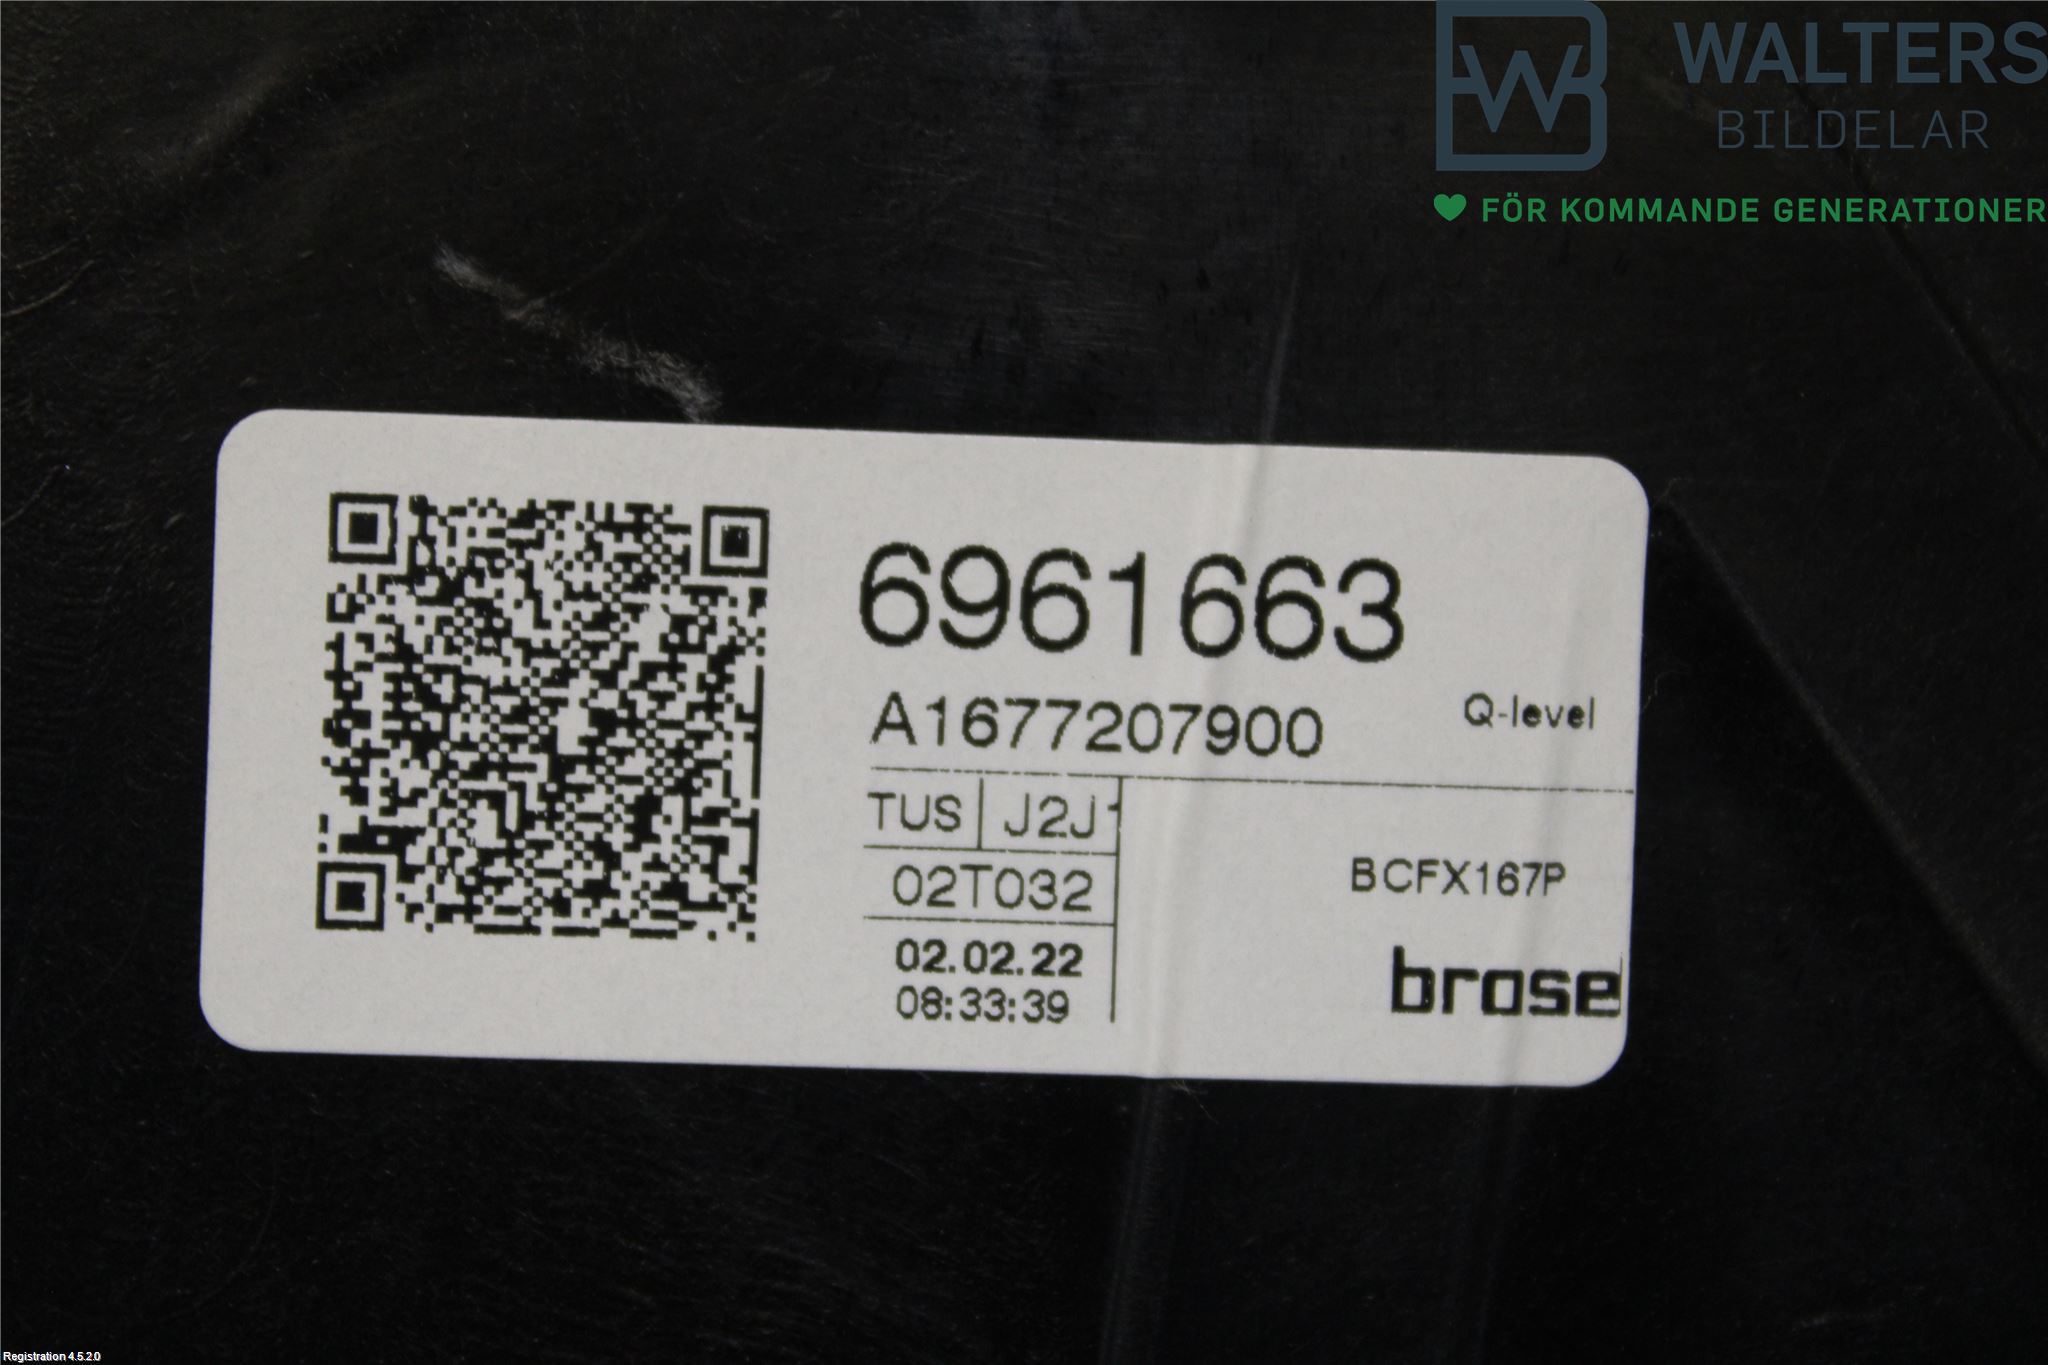 WALTERS
BILDELAR
FÖR KOMMANDE GENERATIONER
6961663
A1677207900
Q-level
TUS J2J
02T032
BCFX167P
02.02.22
08:33:39
brose
Registration 4.5.2.0